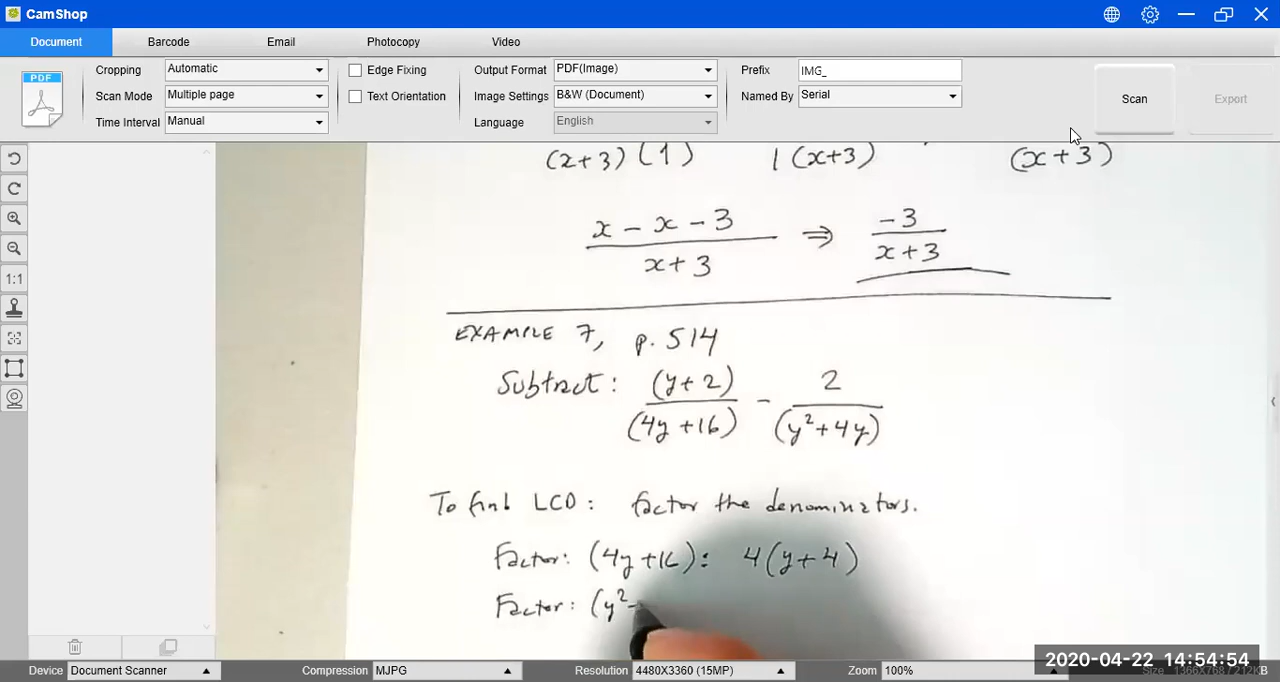 CamShop
Document Barcode Email Photocopy Video
Cropping Automatic Edge Fixing Output Format PDF(Image) Prefix IMG_
PDF Scan Mode Multiple page Text Orientation Image Settings B&W (Document) Named By Serial Scan Export
Time Interval Manual Language English
(x+3)(1) 1(x+3) (x+3)
x - x - 3 / x+3 ⇒ -3 / x+3
EXAMPLE 7, p. 514
Subtract: (y+2) / (4y+16) - 2 / (y²+4y)
To find LCD: factor the denominators.
Factor: (4y+16): 4(y+4)
Factor: (y²
1:1
2020-04-22 14:54:54
Device Document Scanner Compression MJPG Resolution 4480X3360 (15MP) Zoom 100%